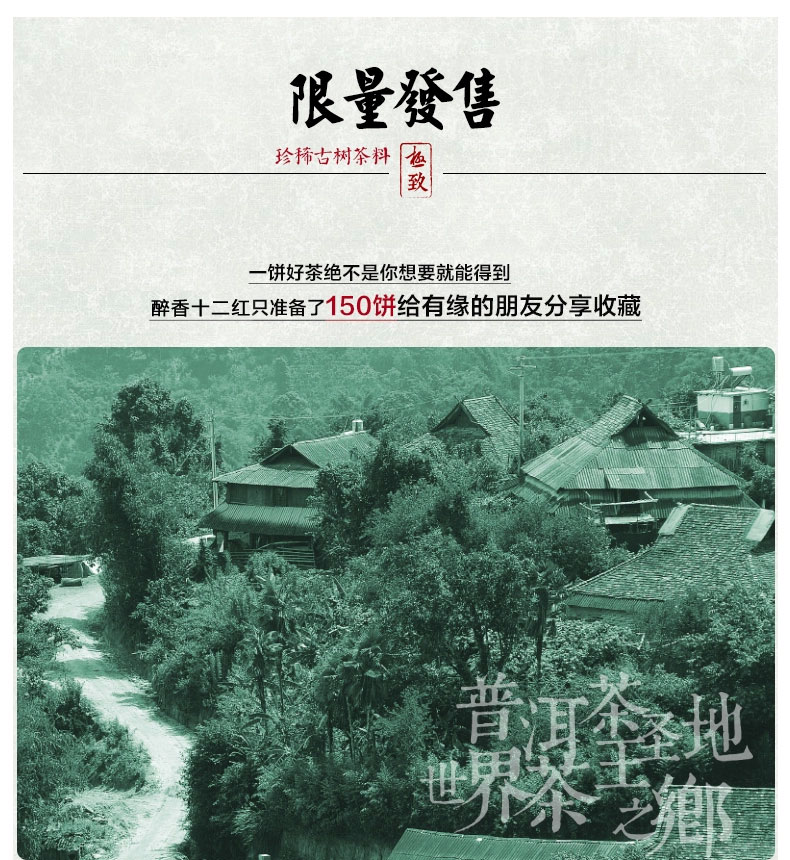 限量發售
珍稀古树茶料
極致
一饼好茶绝不是你想要就能得到
醉香十二红只准备了150饼给有缘的朋友分享收藏
普洱茶圣地
世界茶王之鄉